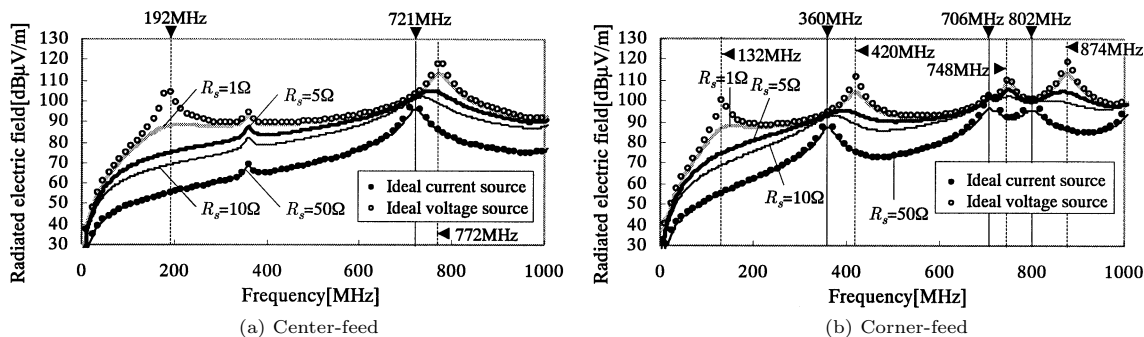 192MHz
721MHz
Radiated electric field[dBμV/m]
130
120
110
100
90
80
70
60
50
40
30
Rs=1Ω
Rs=5Ω
Rs=10Ω
Rs=50Ω
Ideal current source
Ideal voltage source
772MHz
0 200 400 600 800 1000
Frequency[MHz]
(a) Center-feed
360MHz
706MHz
802MHz
Radiated electric field[dBμV/m]
130
120
110
100
90
80
70
60
50
40
30
132MHz
420MHz
748MHz
874MHz
Rs=1Ω
Rs=5Ω
Rs=10Ω
Rs=50Ω
Ideal current source
Ideal voltage source
0 200 400 600 800 1000
Frequency[MHz]
(b) Corner-feed